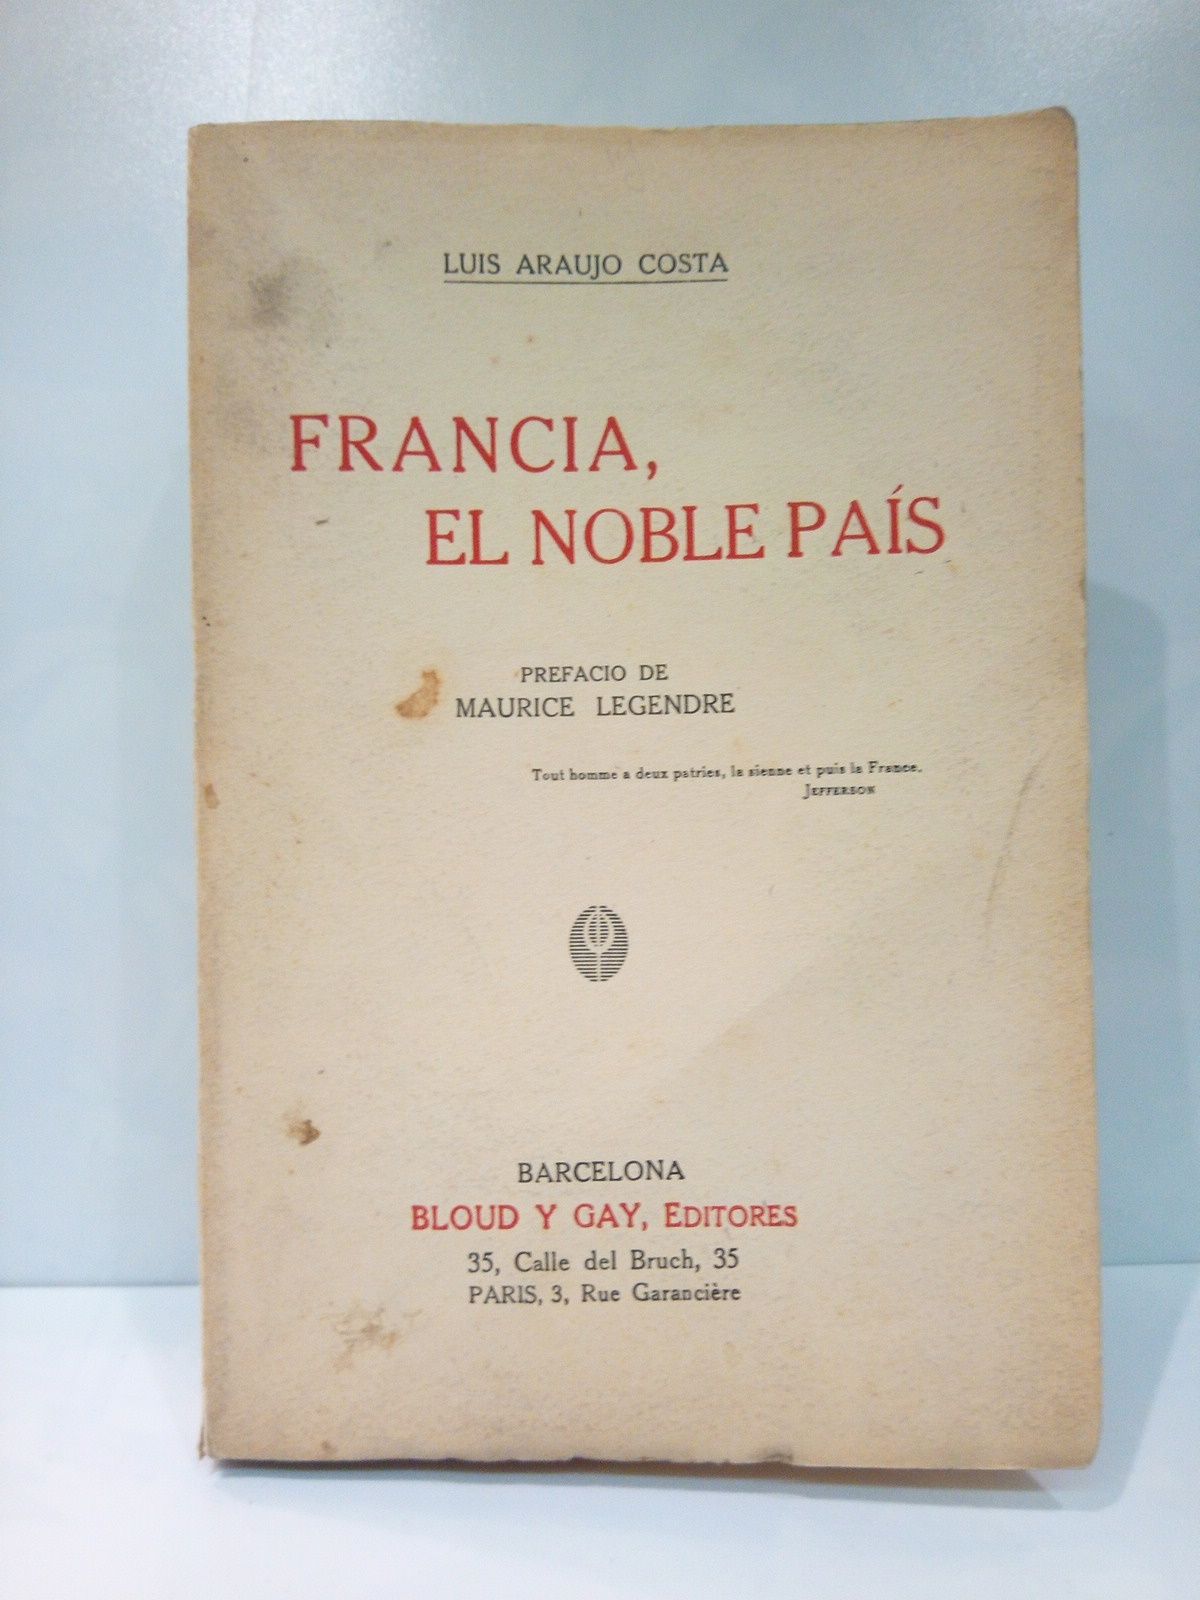 LUIS ARAUJO COSTA
FRANCIA,
EL NOBLE PAÍS
PREFACIO DE
MAURICE LEGENDRE
Tout homme a deux patries, la sienne et puis la France.
JEFFERSON
BARCELONA
BLOUD Y GAY, EDITORES
35, Calle del Bruch, 35
PARIS, 3, Rue Garancière